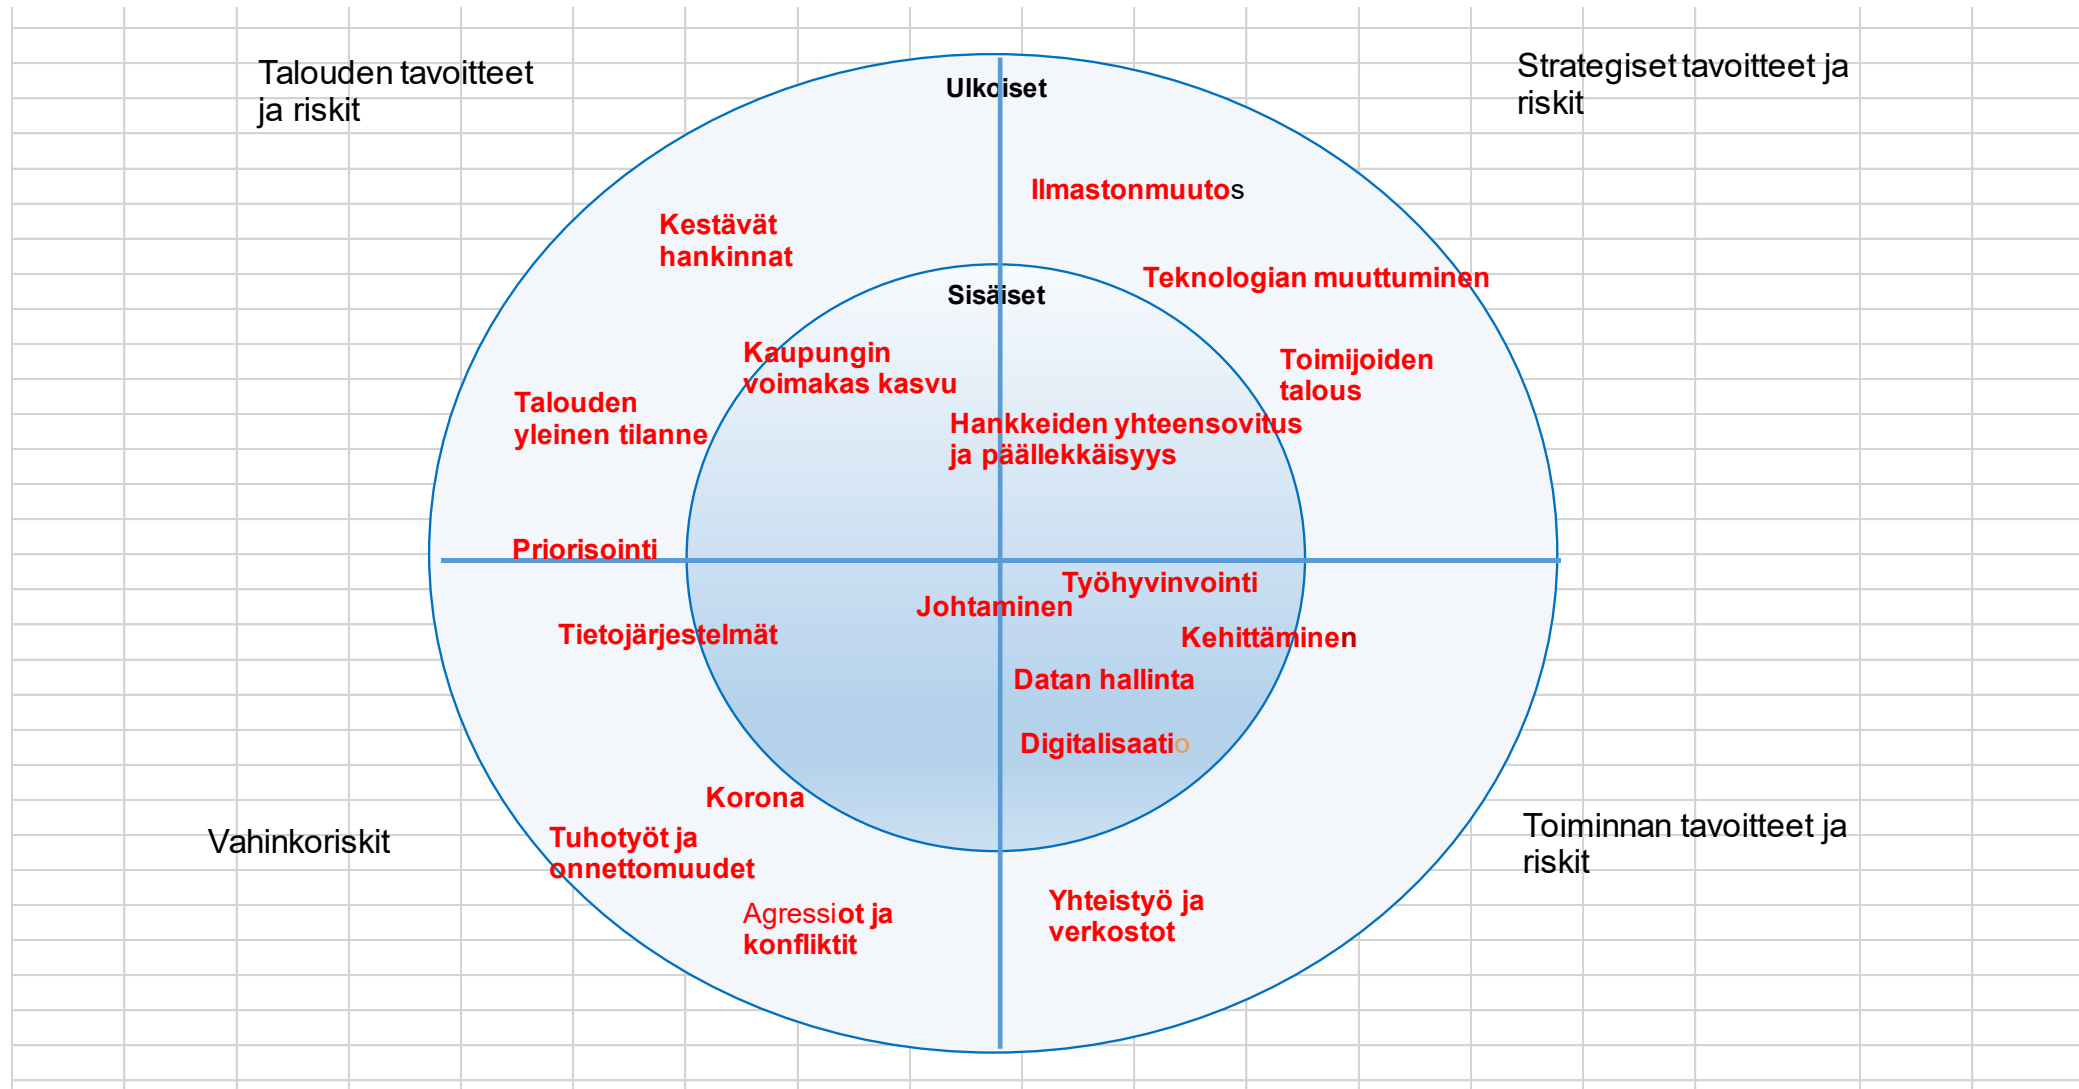 Talouden tavoitteet
ja riskit
Ulkoiset
Strategiset tavoitteet ja
riskit
Ilmastonmuutos
Kestävät
hankinnat
Teknologian muuttuminen
Sisäiset
Kaupungin
voimakas kasvu
Toimijoiden
talous
Talouden
yleinen tilanne
Hankkeiden yhteensovitus
ja päällekkäisyys
Priorisointi
Työhyvinvointi
Johtaminen
Tietojärjestelmät
Kehittäminen
Datan hallinta
Digitalisaatio
Korona
Vahinkoriskit
Tuhotyöt ja
onnettomuudet
Toiminnan tavoitteet ja
riskit
Agressiot ja
konfliktit
Yhteistyö ja
verkostot